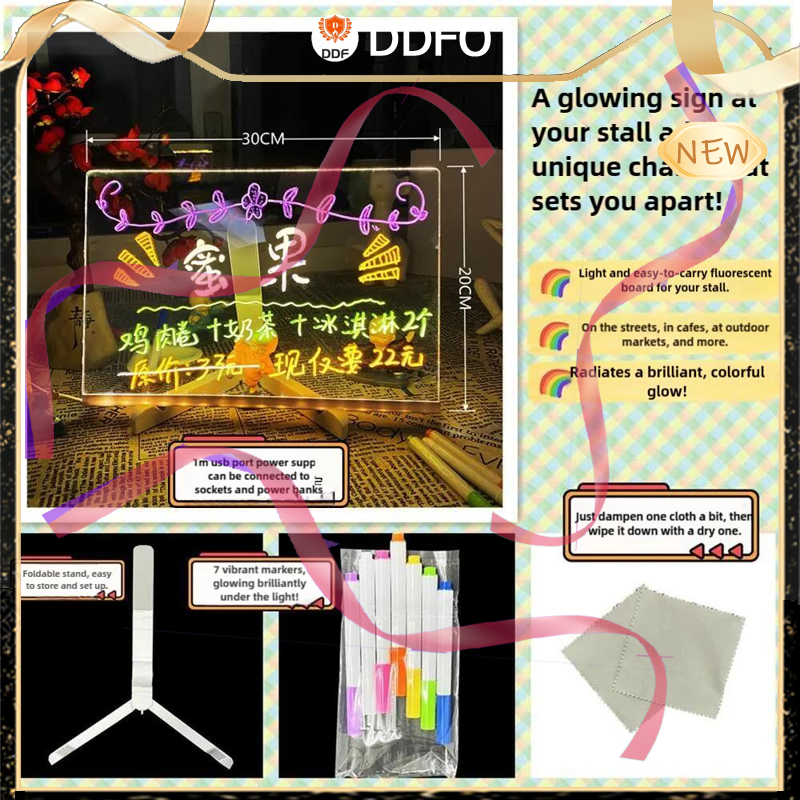 DDF
DDFO
A glowing sign at
your stall a
unique cha at
sets you apart!
NEW
30CM
20CM
蜜果
鸡肉卷+奶茶+冰淇淋2个
原价:33元 现仅要22元
Light and easy-to-carry fluorescent
board for your stall.
On the streets, in cafes, at outdoor
markets, and more.
Radiates a brilliant, colorful
glow!
1m usb port power supp
can be connected to
sockets and power banks
Just dampen one cloth a bit, then
wipe it down with a dry one.
Foldable stand, easy
to store and set up.
7 vibrant markers,
glowing brilliantly
under the light!